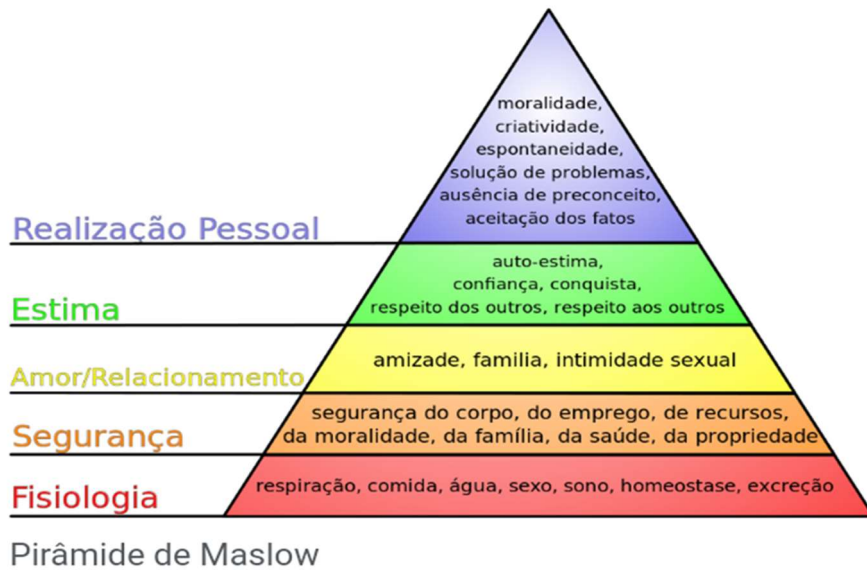 moralidade,
criatividade,
espontaneidade,
solução de problemas,
ausência de preconceito,
aceitação dos fatos
Realização Pessoal
auto-estima,
confiança, conquista,
respeito dos outros, respeito aos outros
Estima
amizade, familia, intimidade sexual
Amor/Relacionamento
segurança do corpo, do emprego, de recursos,
da moralidade, da família, da saúde, da propriedade
Segurança
respiração, comida, água, sexo, sono, homeostase, excreção
Fisiologia
Pirâmide de Maslow